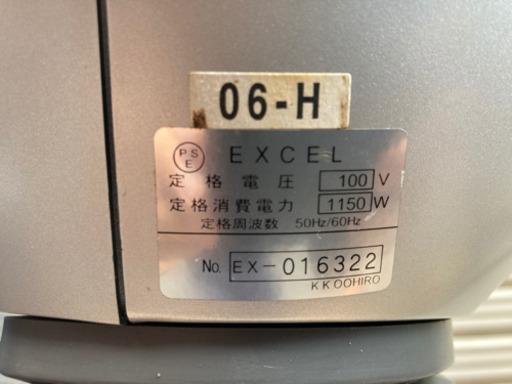 06-H
PSE EXCEL
定格電圧 100 V
定格消費電力 1150 W
定格周波数 50Hz/60Hz
No. EX-016322
KKOOHIRO